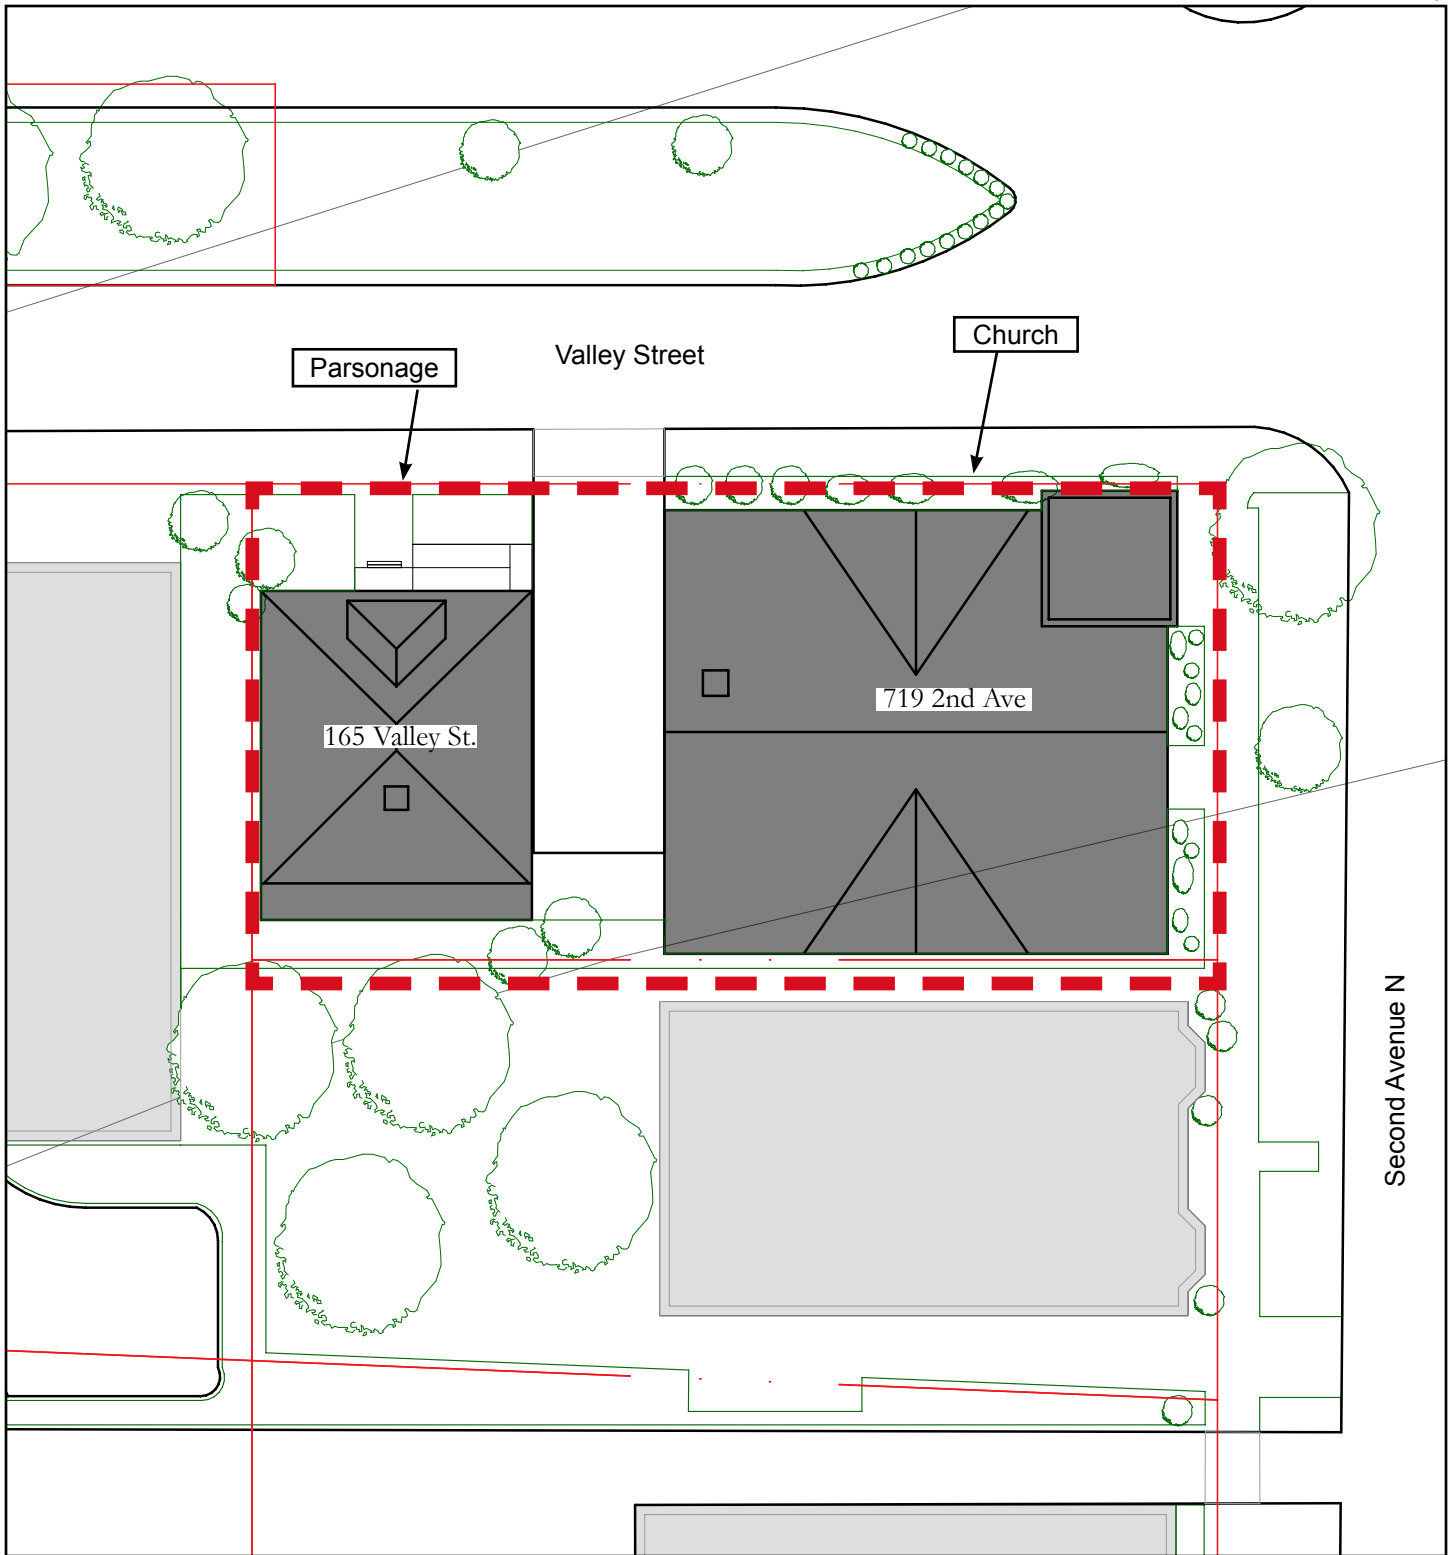 Church
Valley Street
Parsonage
719 2nd Ave
165 Valley St.
Second Avenue N